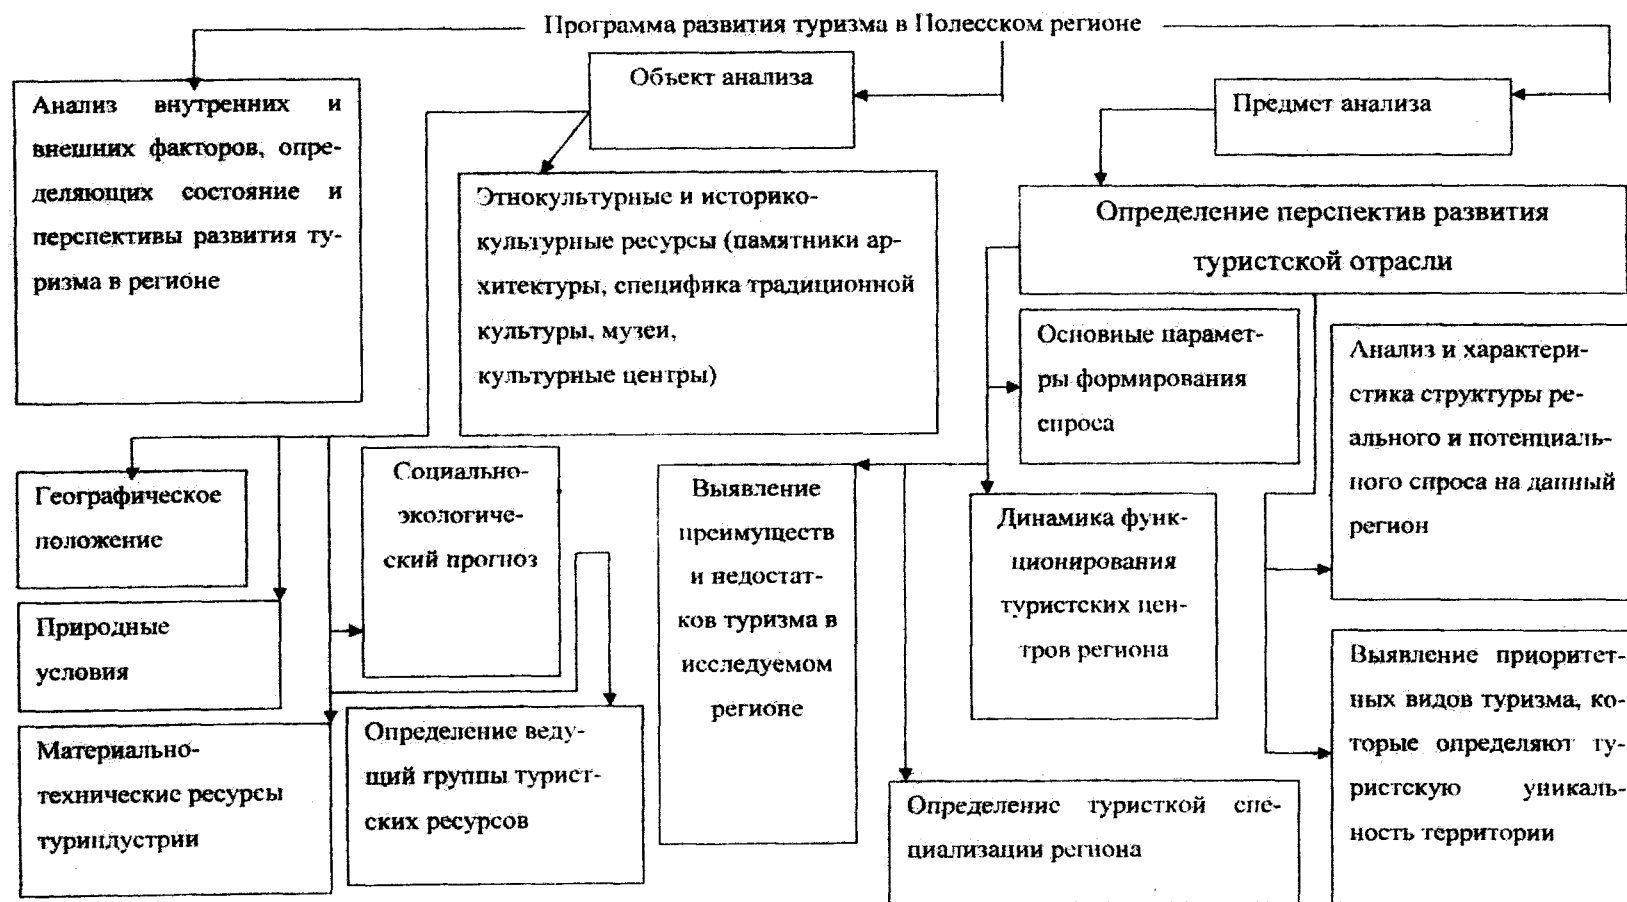 Программа развития туризма в Полесском регионе
Объект анализа
Предмет анализа
Анализ внутренних и
внешних факторов, опре-
деляющих состояние и
перспективы развития ту-
ризма в регионе
Этнокультурные и историко-
культурные ресурсы (памятники ар-
хитектуры, специфика традиционной
культуры, музеи,
культурные центры)
Определение перспектив развития
туристской отрасли
Основные парамет-
ры формирования
спроса
Анализ и характери-
стика структуры ре-
ального и потенциаль-
ного спроса на данный
регион
Географическое
положение
Социально-
экологиче-
ский прогноз
Выявление
преимуществ
и недостат-
ков туризма в
исследуемом
регионе
Динамика функ-
ционирования
туристских цен-
тров региона
Природные
условия
Выявление приоритет-
ных видов туризма, ко-
торые определяют ту-
ристскую уникаль-
ность территории
Материально-
технические ресурсы
туриндустрии
Определение веду-
щий группы турист-
ских ресурсов
Определение туристкой спе-
циализации региона